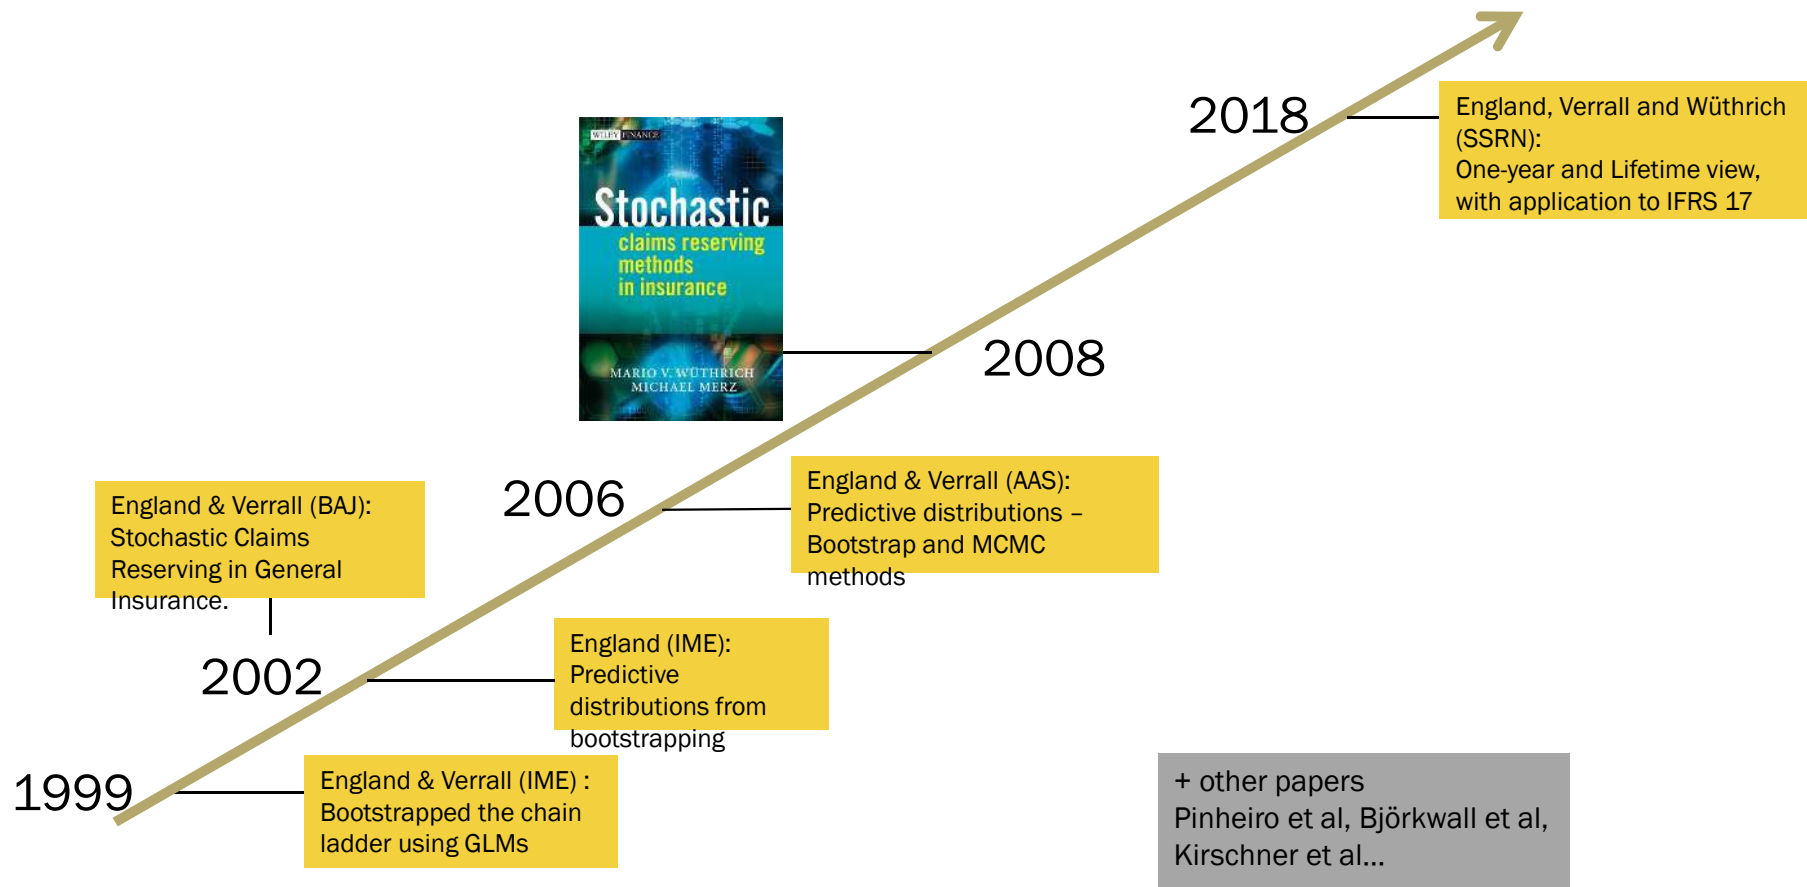 2018
England, Verrall and Wüthrich
(SSRN):
One-year and Lifetime view,
with application to IFRS 17
WILEY FINANCE
Stochastic
claims reserving
methods
in insurance
MARIO V. WÜTHRICH
MICHAEL MERZ
2008
2006
England & Verrall (AAS):
Predictive distributions –
Bootstrap and MCMC
methods
England & Verrall (BAJ):
Stochastic Claims
Reserving in General
Insurance.
2002
England (IME):
Predictive
distributions from
bootstrapping
1999
England & Verrall (IME) :
Bootstrapped the chain
ladder using GLMs
+ other papers
Pinheiro et al, Björkwall et al,
Kirschner et al...